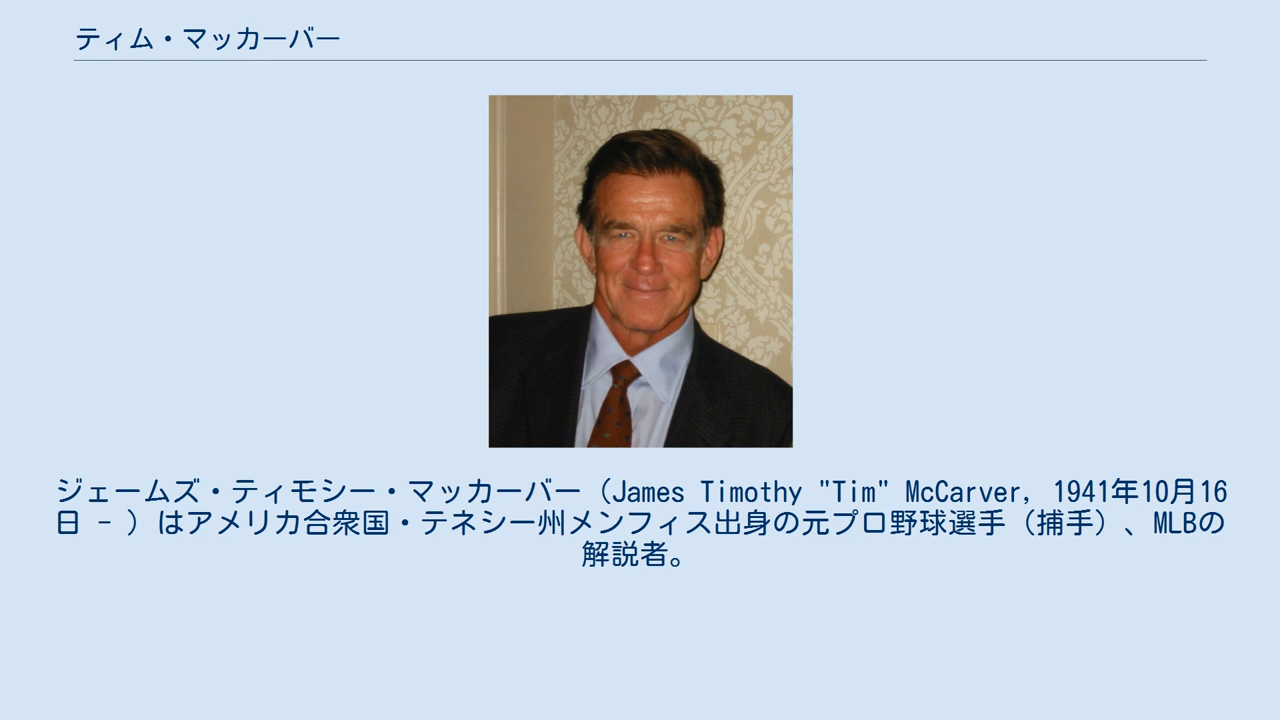 ティム・マッカーバー
ジェームズ・ティモシー・マッカーバー（James Timothy "Tim" McCarver, 1941年10月16
日 - ）はアメリカ合衆国・テネシー州メンフィス出身の元プロ野球選手（捕手）、MLBの
解説者。